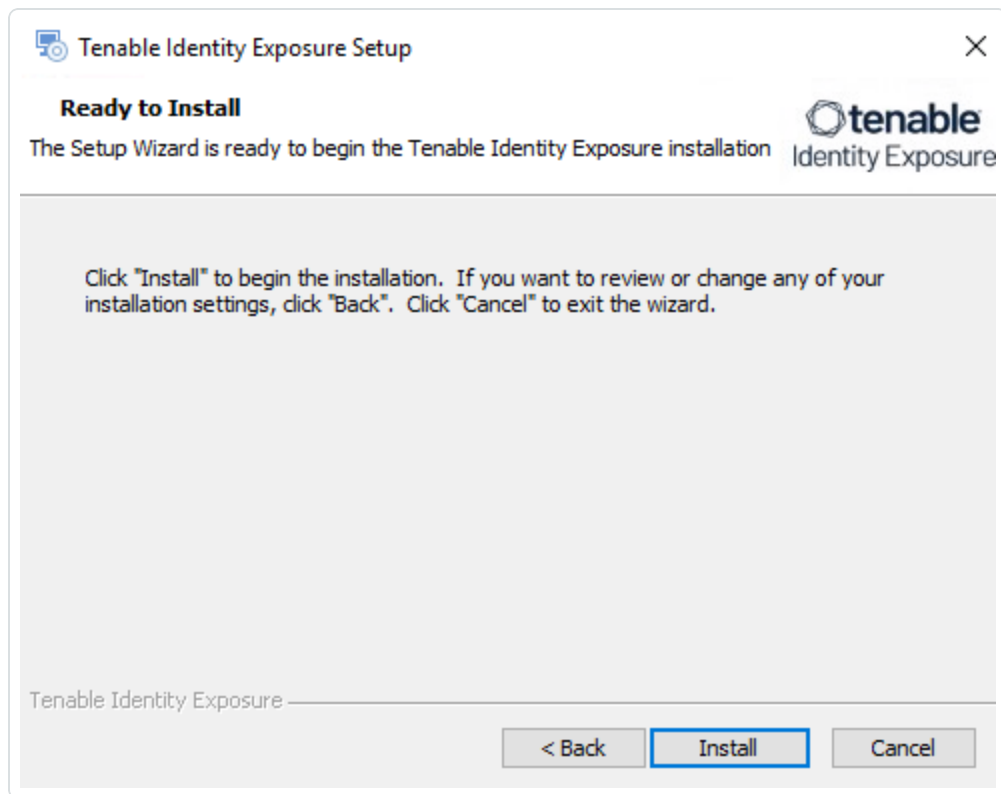 Tenable Identity Exposure Setup
Ready to Install
The Setup Wizard is ready to begin the Tenable Identity Exposure installation
tenable
Identity Exposure
Click "Install" to begin the installation. If you want to review or change any of your
installation settings, click "Back". Click "Cancel" to exit the wizard.
Tenable Identity Exposure
< Back
Install
Cancel